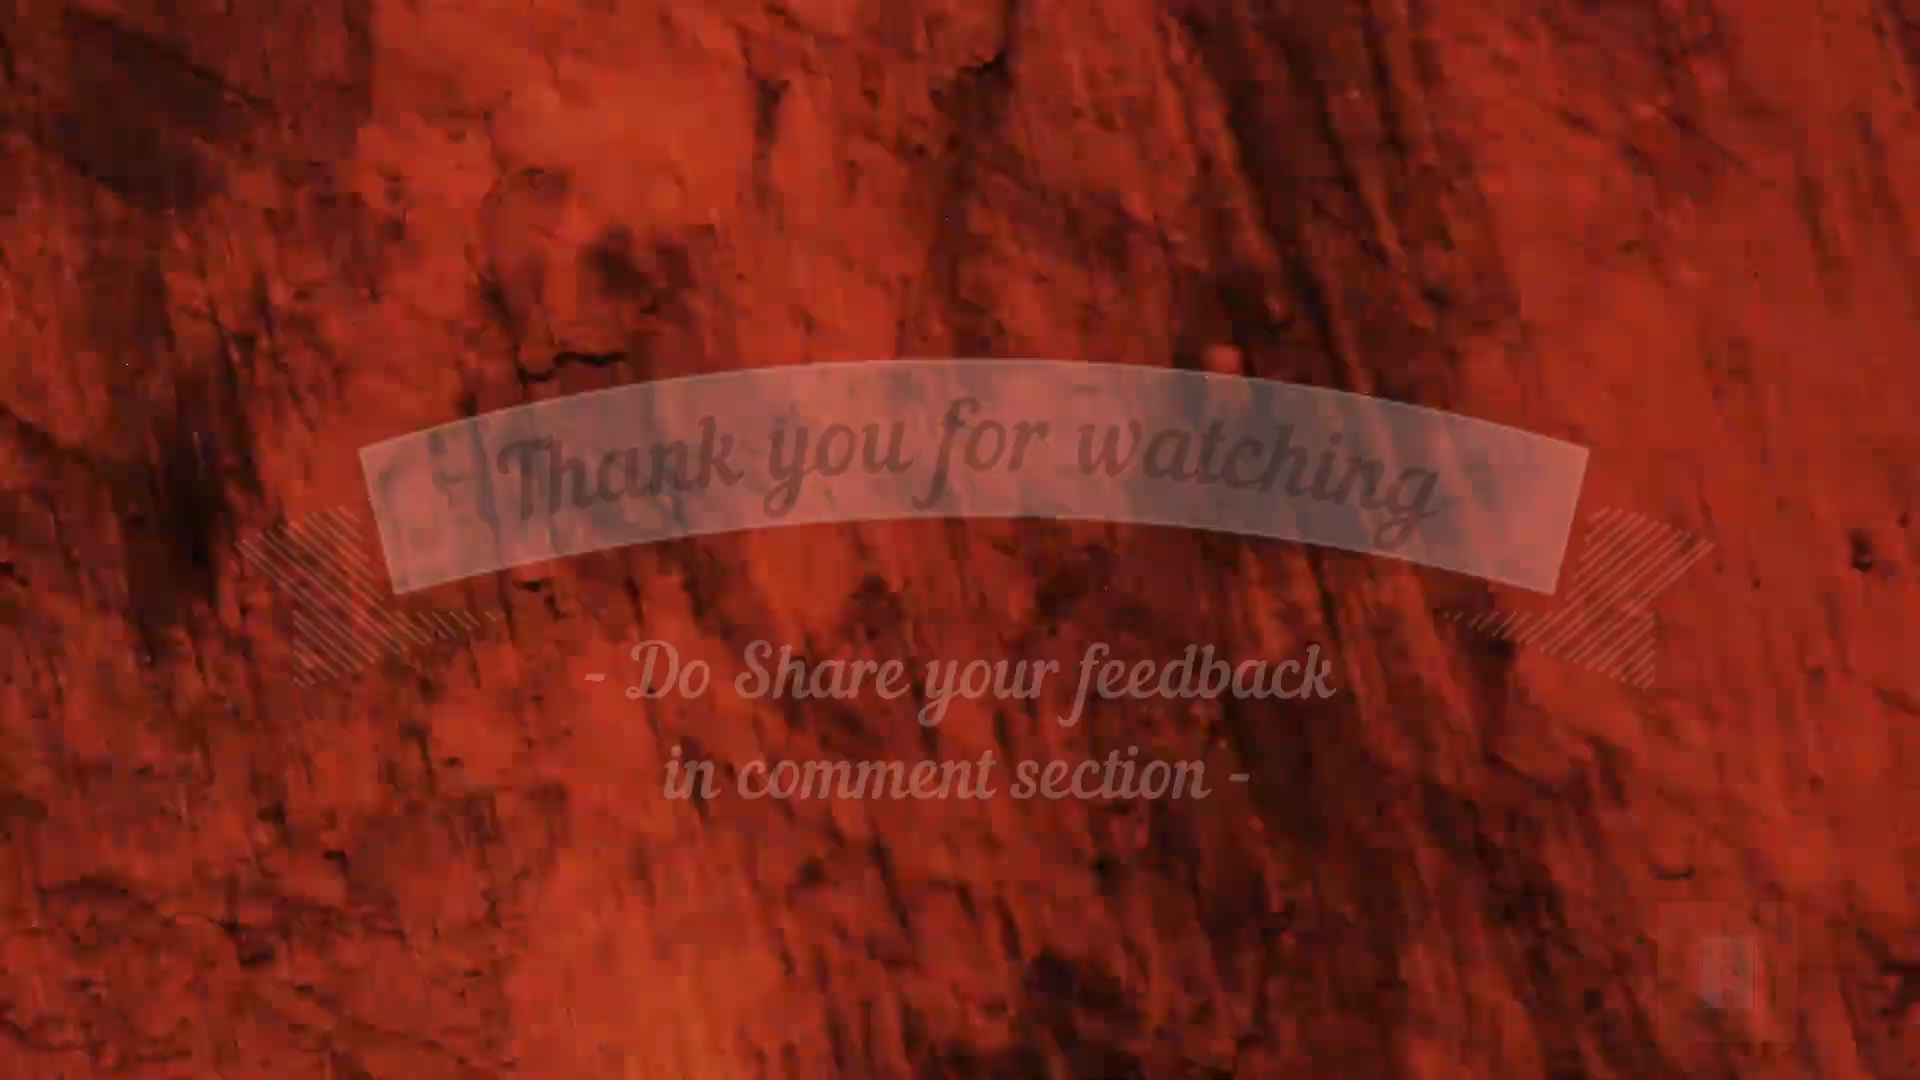 Thank you for watching
- Do Share your feedback
in comment section -